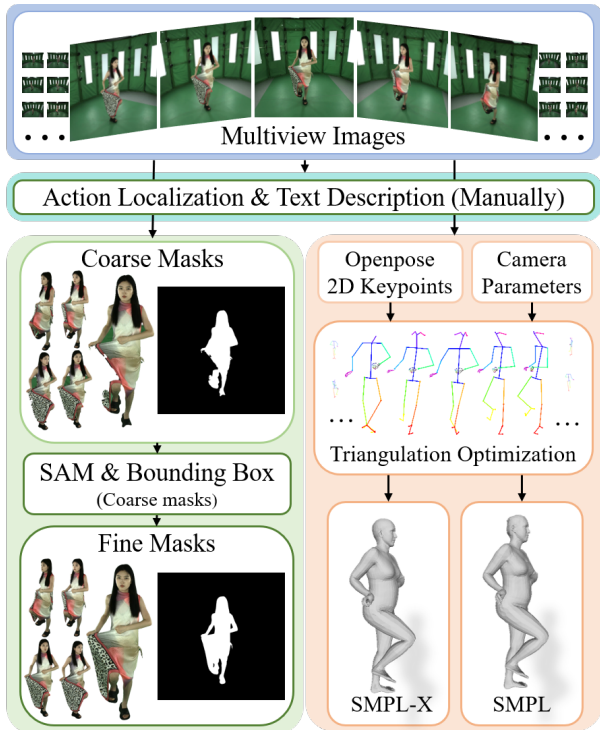 Multiview Images
Action Localization & Text Description (Manually)
Coarse Masks
SAM & Bounding Box
(Coarse masks)
Fine Masks
Openpose
2D Keypoints
Camera
Parameters
Triangulation Optimization
SMPL-X
SMPL